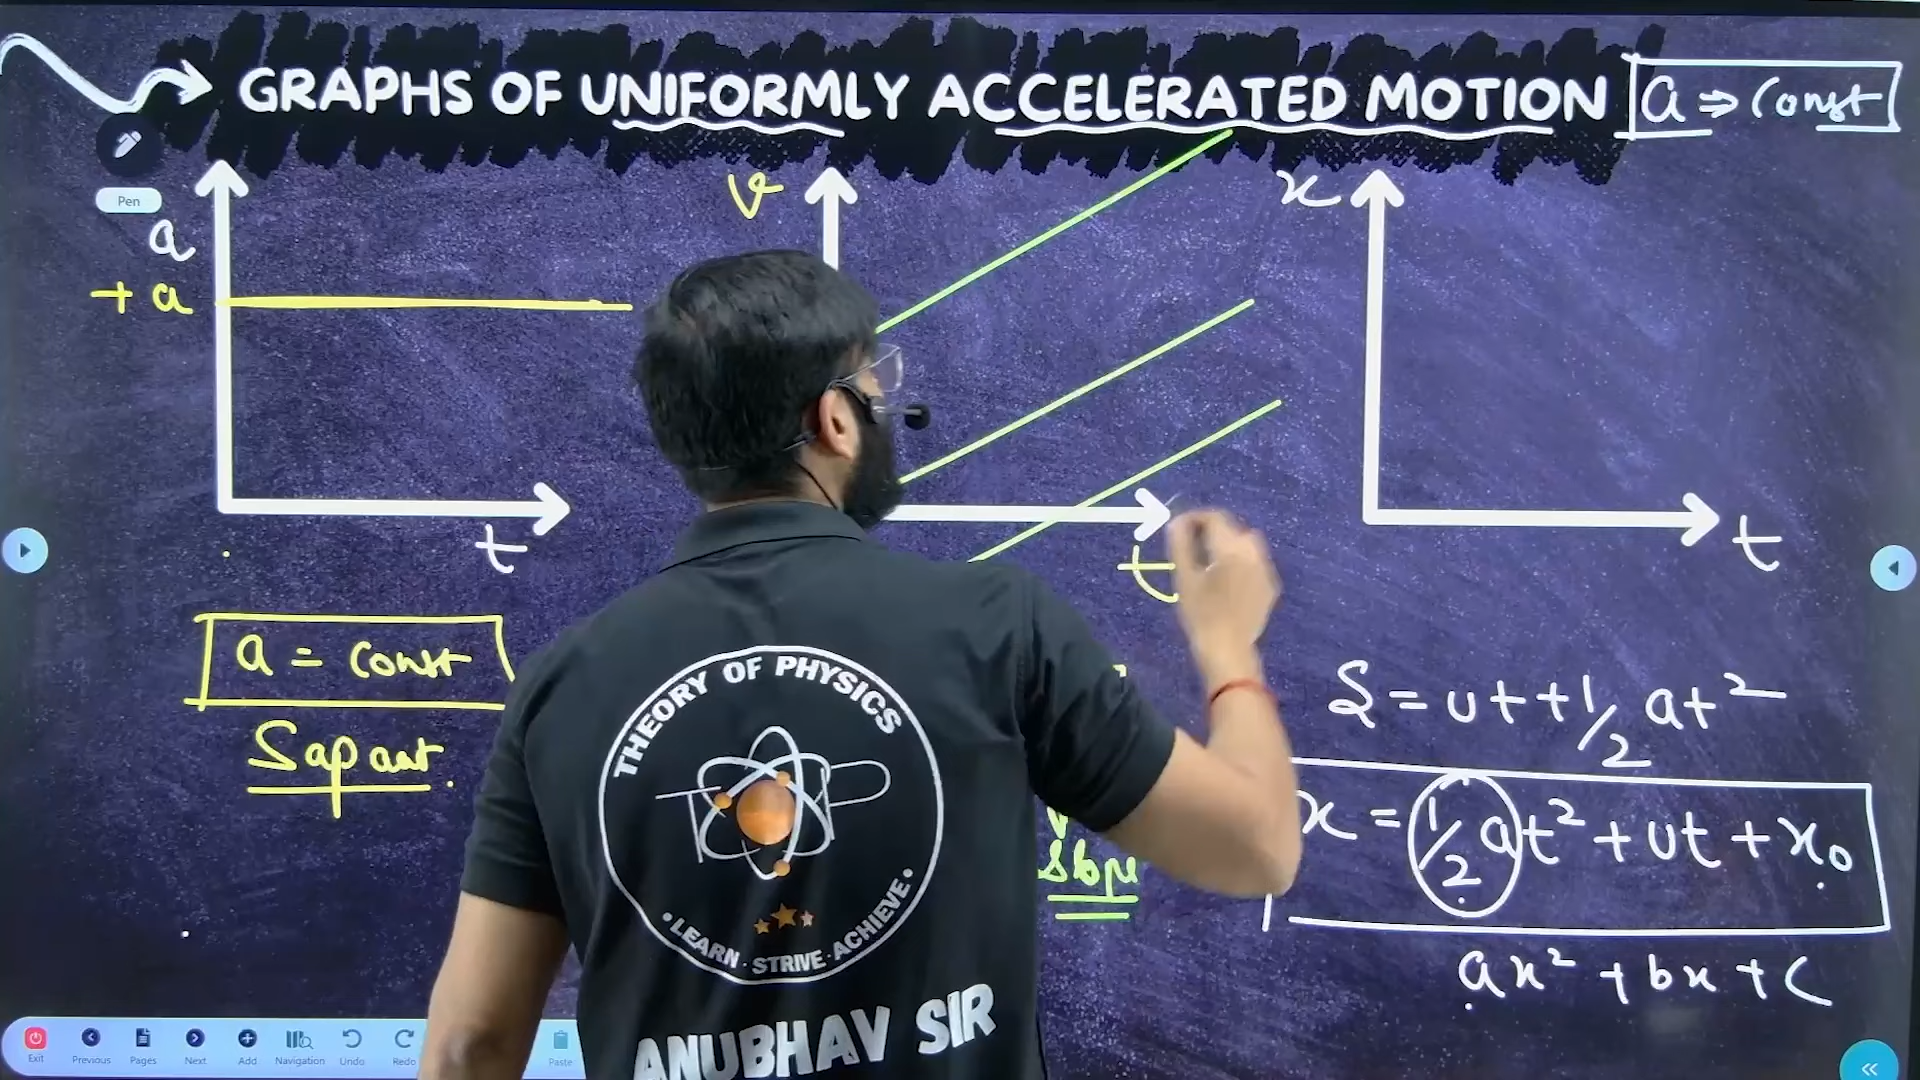 GRAPHS OF UNIFORMLY ACCELERATED MOTION
a ⇒ Const
Pen
a
+a
t
v
t
x
t
a = const
Sapaat.
Slope
S = ut + 1/2 at²
x = 1/2 at² + ut + x₀
ax² + bx + c
THEORY OF PHYSICS
• LEARN · STRIVE · ACHIEVE •
ANUBHAV SIR
Exit
Previous
Pages
Next
Add
Navigation
Undo
Redo
Paste